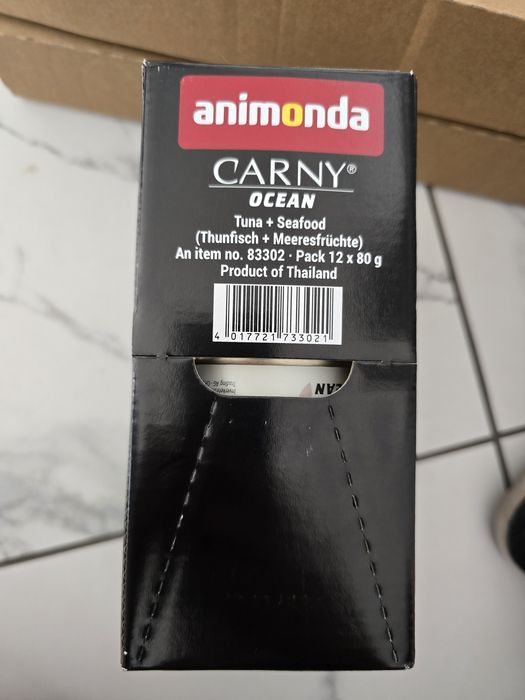 animonda
CARNY®
OCEAN
Tuna + Seafood
(Thunfisch + Meeresfrüchte)
An item no. 83302 · Pack 12 x 80 g
Product of Thailand
4 017721 733021